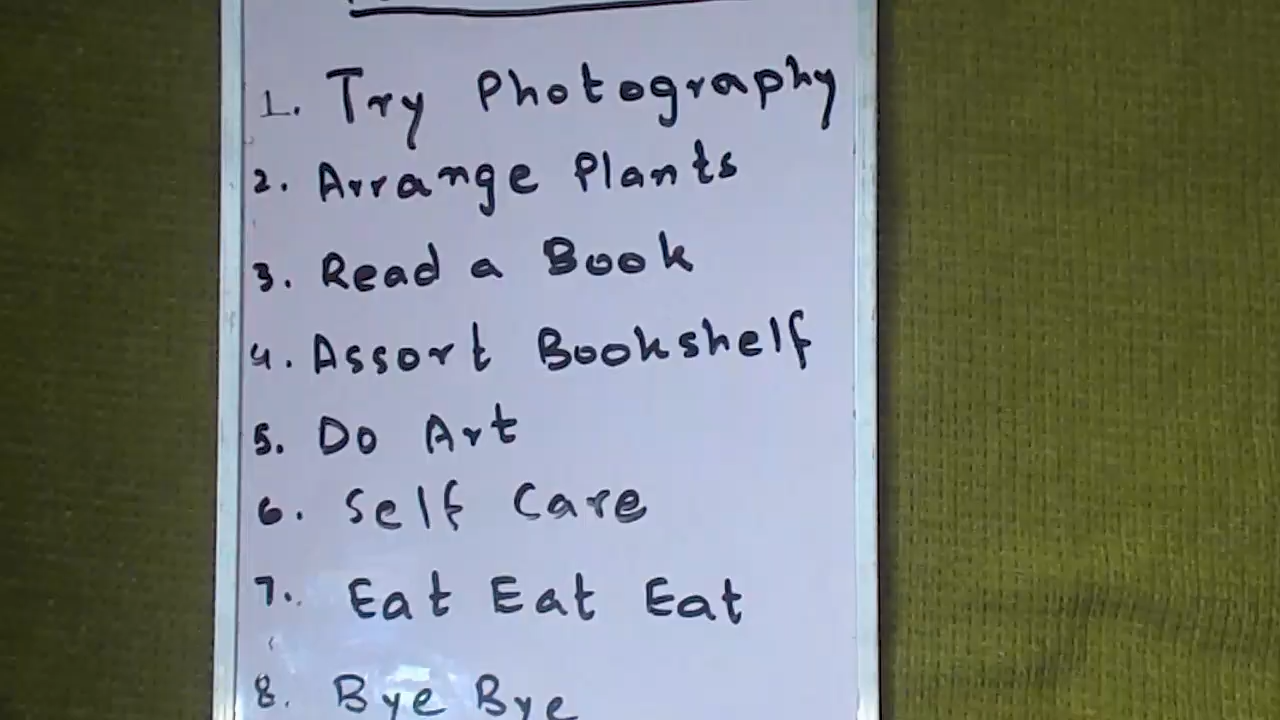 1. Try Photography
2. Arrange Plants
3. Read a Book
4. Assort Bookshelf
5. Do Art
6. Self Care
7. Eat Eat Eat
8. Bye Bye